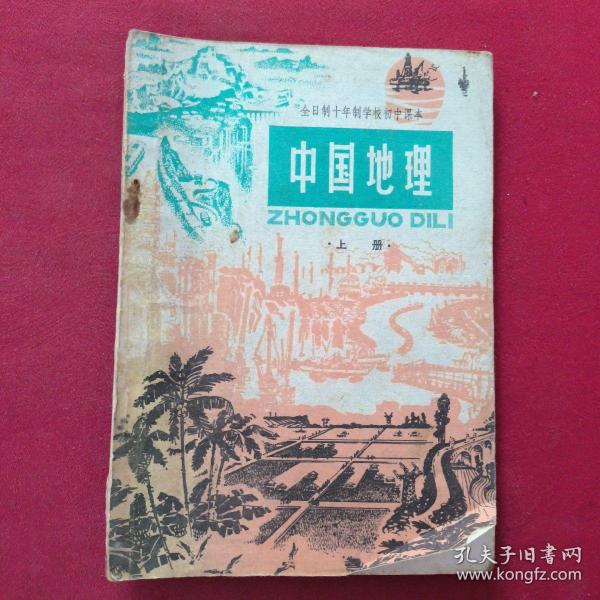 全日制十年制学校初中课本
中国地理
ZHONGGUO DILI
·上 册·
孔夫子旧书网
www.kongfz.com